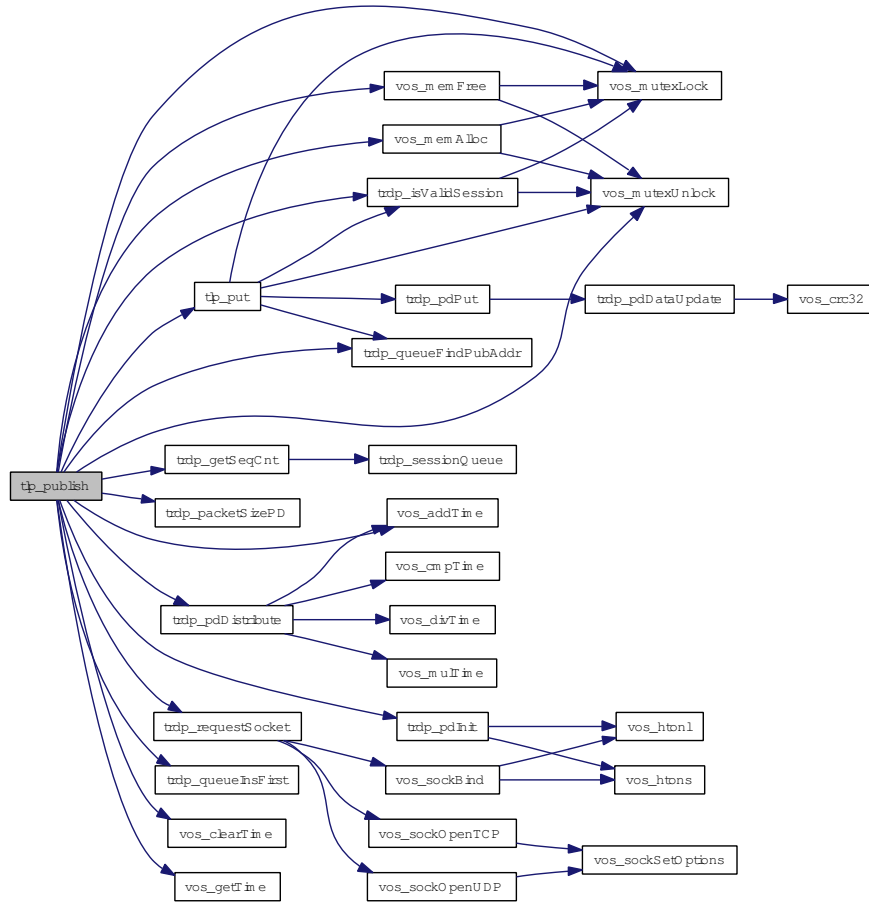 vos_memFree
vos_mutexLock
vos_memAlloc
trdp_isValidSession
vos_mutexUnlock
tlp_put
trdp_pdPut
trdp_pdDataUpdate
vos_crc32
trdp_queueFindPubAddr
trdp_getSeqCnt
trdp_sessionQueue
tlp_publish
trdp_packetSizePD
vos_addTime
vos_cmpTime
trdp_pdDistribute
vos_divTime
vos_mulTime
trdp_requestSocket
trdp_pdInit
vos_htonl
trdp_queueInsFirst
vos_sockBind
vos_htons
vos_clearTime
vos_sockOpenTCP
vos_sockSetOptions
vos_getTime
vos_sockOpenUDP